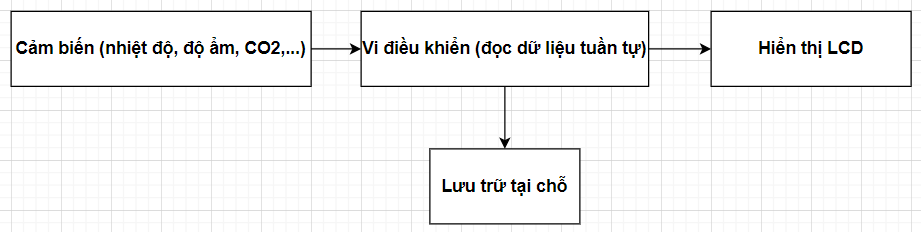 Cảm biến (nhiệt độ, độ ẩm, CO2,...)
Vi điều khiển (đọc dữ liệu tuần tự)
Hiển thị LCD
Lưu trữ tại chỗ